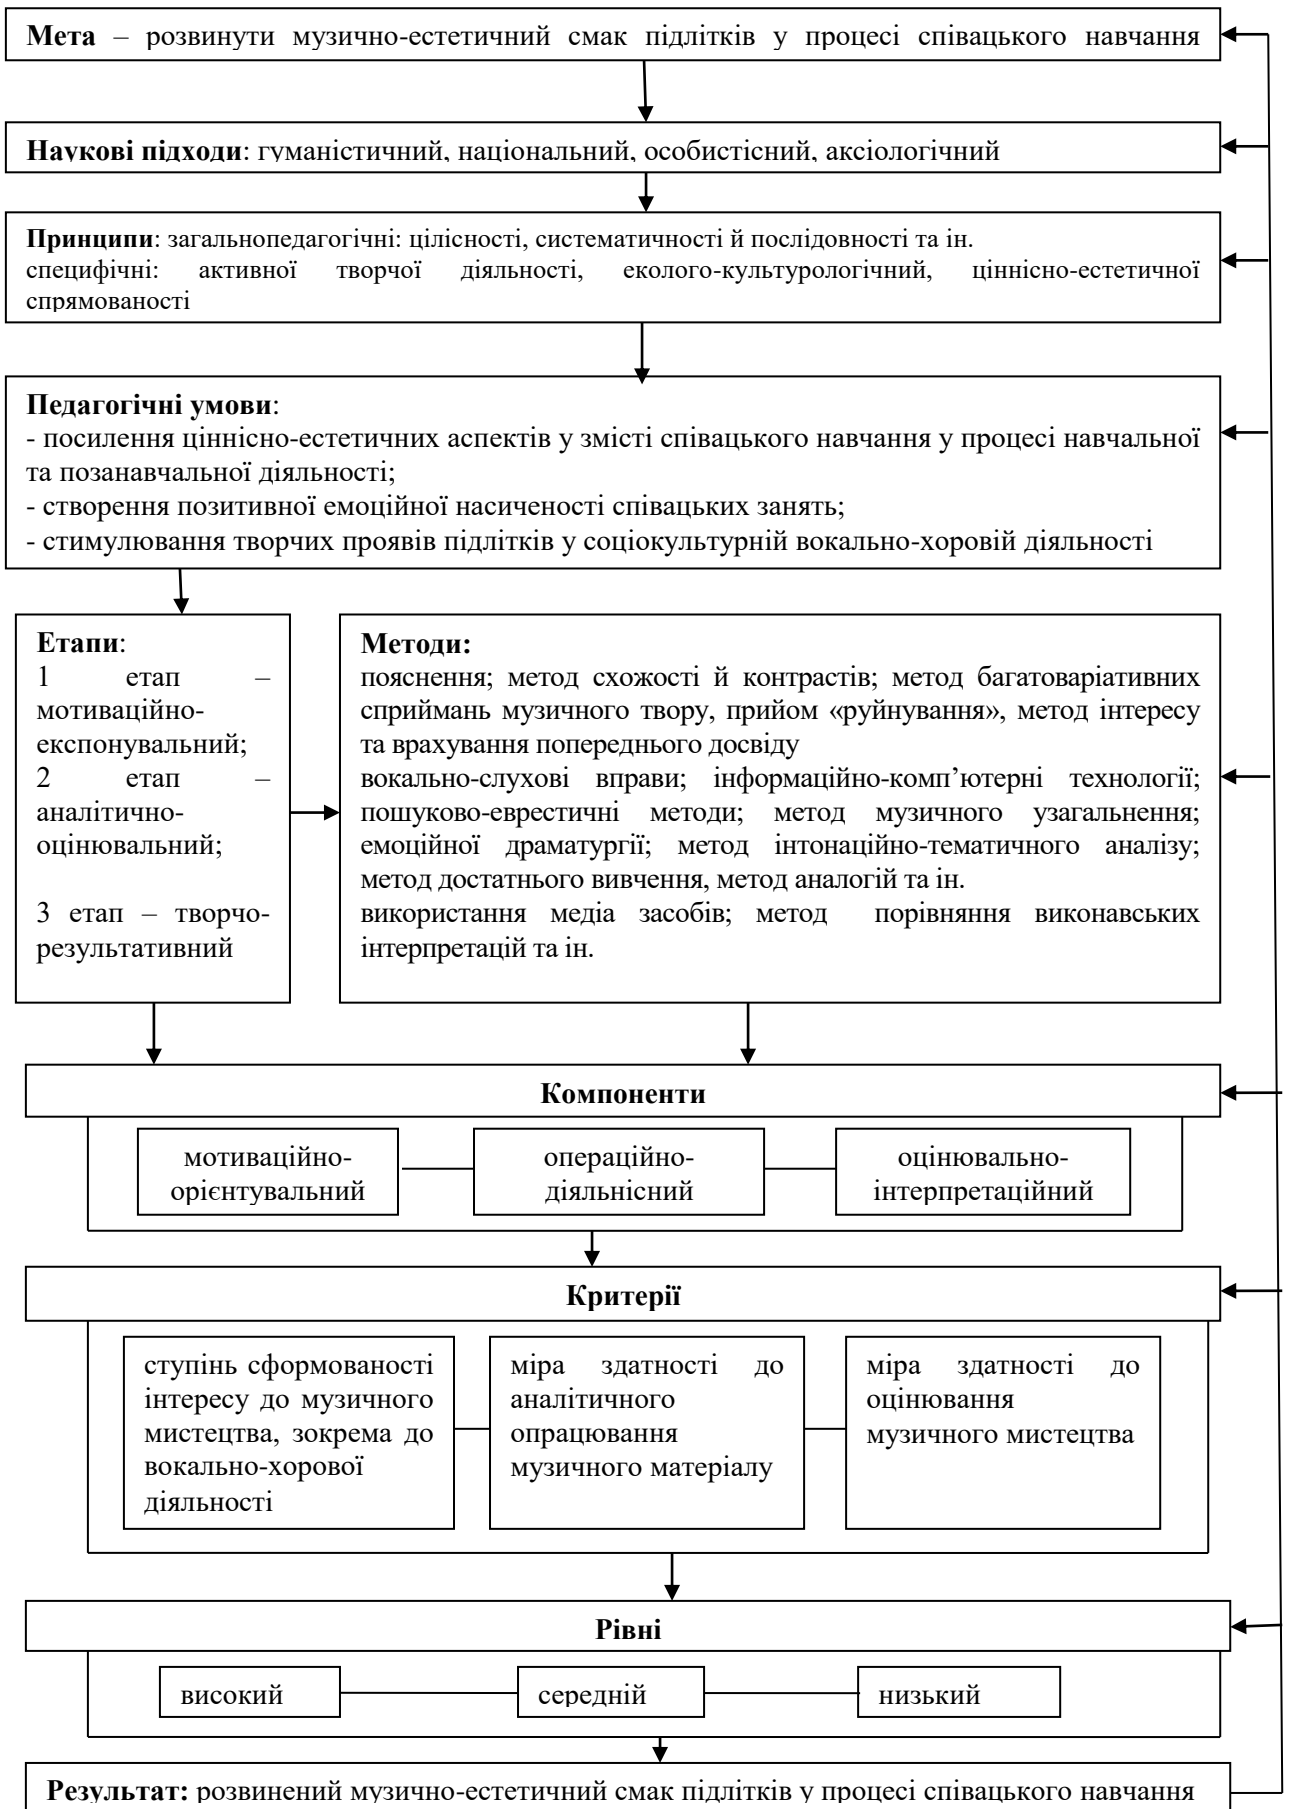 Мета – розвинути музично-естетичний смак підлітків у процесі співацького навчання
Наукові підходи: гуманістичний, національний, особистісний, аксіологічний
Принципи: загальнопедагогічні: цілісності, систематичності й послідовності та ін.
специфічні: активної творчої діяльності, еколого-культурологічний, ціннісно-естетичної
спрямованості
Педагогічні умови:
- посилення ціннісно-естетичних аспектів у змісті співацького навчання у процесі навчальної
та позанавчальної діяльності;
- створення позитивної емоційної насиченості співацьких занять;
- стимулювання творчих проявів підлітків у соціокультурній вокально-хоровій діяльності
Етапи:
1 етап –
мотиваційно-
експонувальний;
2 етап –
аналітично-
оцінювальний;
3 етап – творчо-
результативний
Методи:
пояснення; метод схожості й контрастів; метод багатоваріативних
сприймань музичного твору, прийом «руйнування», метод інтересу
та врахування попереднього досвіду
вокально-слухові вправи; інформаційно-комп’ютерні технології;
пошуково-евристичні методи; метод музичного узагальнення;
емоційної драматургії; метод інтонаційно-тематичного аналізу;
метод достатнього вивчення, метод аналогій та ін.
використання медіа засобів; метод порівняння виконавських
інтерпретацій та ін.
Компоненти
мотиваційно-
орієнтувальний
операційно-
діяльнісний
оцінювально-
інтерпретаційний
Критерії
ступінь сформованості
інтересу до музичного
мистецтва, зокрема до
вокально-хорової
діяльності
міра здатності до
аналітичного
опрацювання
музичного матеріалу
міра здатності до
оцінювання
музичного мистецтва
Рівні
високий
середній
низький
Результат: розвинений музично-естетичний смак підлітків у процесі співацького навчання